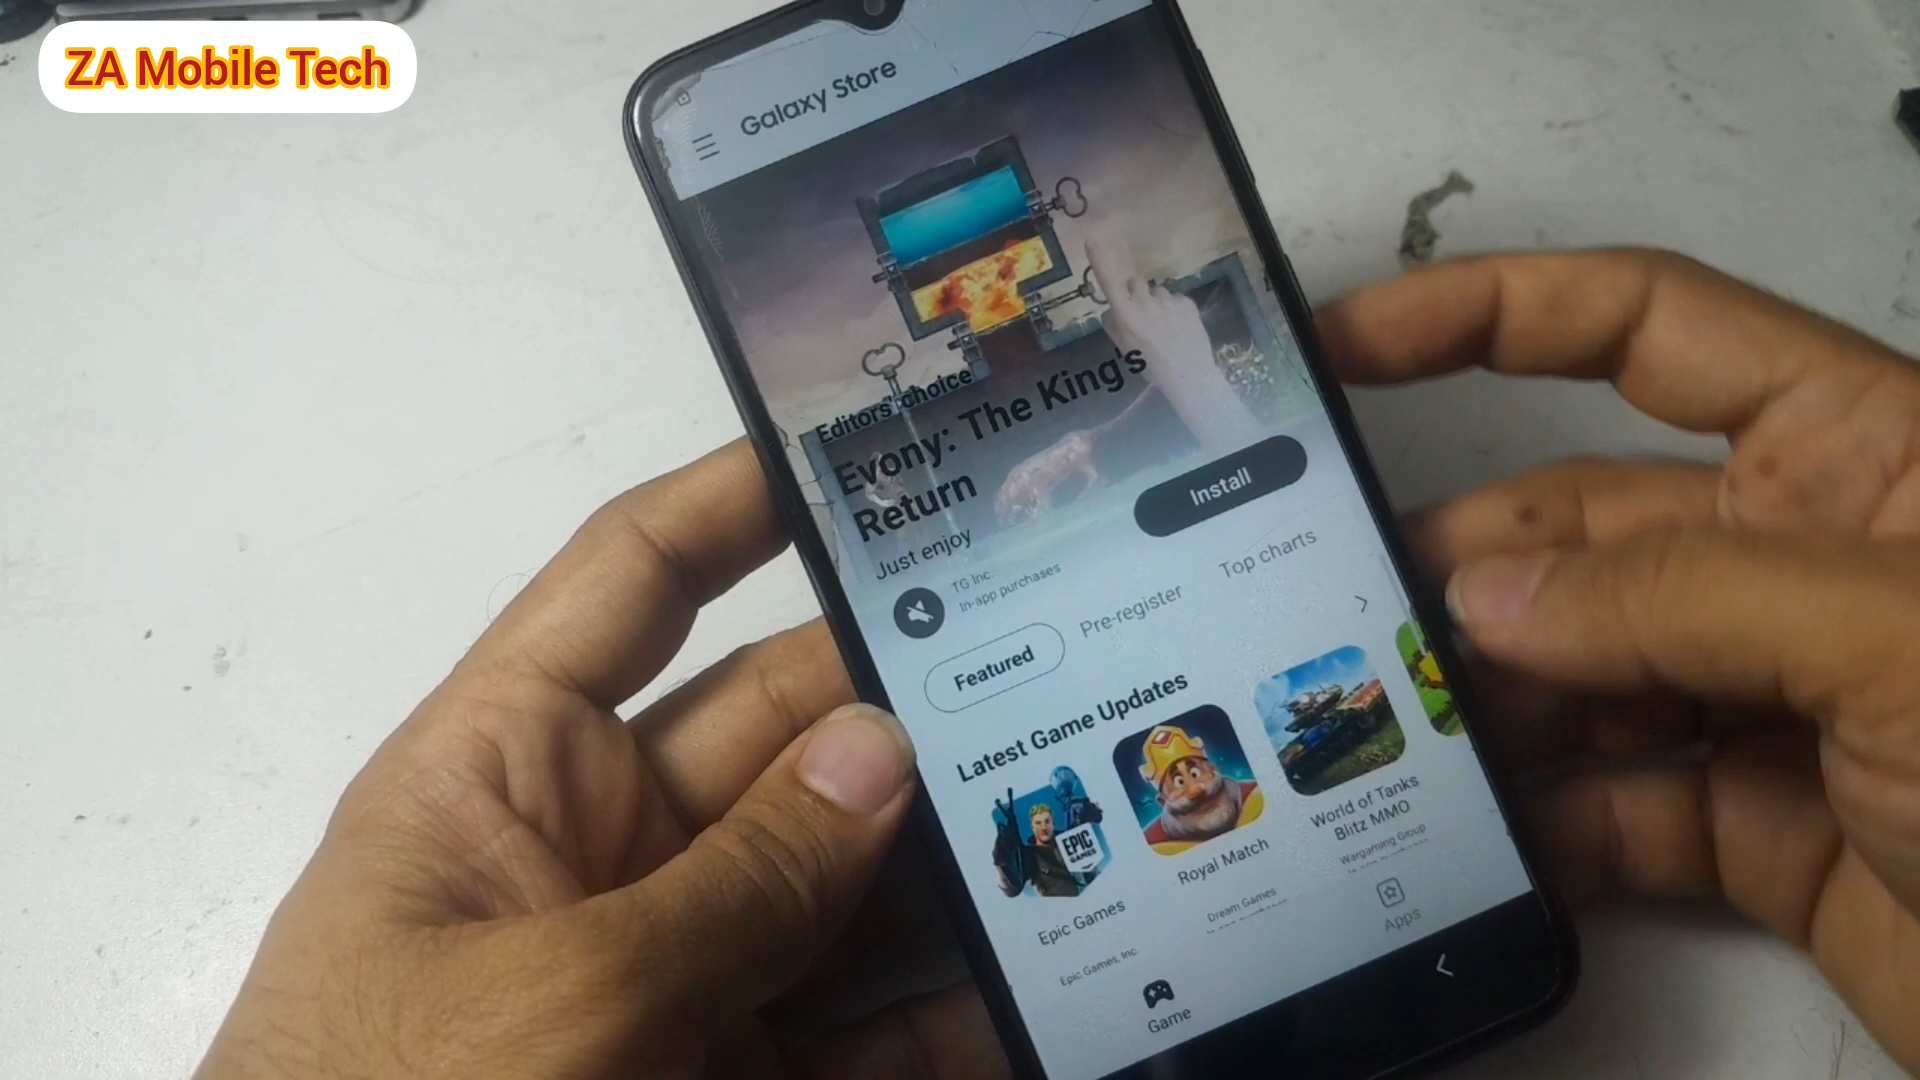 ZA Mobile Tech
Galaxy Store
Editors' choice
Evony: The King's
Return
Just enjoy
Install
TG Inc.
In-app purchases
Featured
Pre-register
Top charts
Latest Game Updates
EPIC
GAMES
Epic Games
Epic Games, Inc.
Royal Match
Dream Games
World of Tanks
Blitz MMO
Wargaming Group
Game
Apps